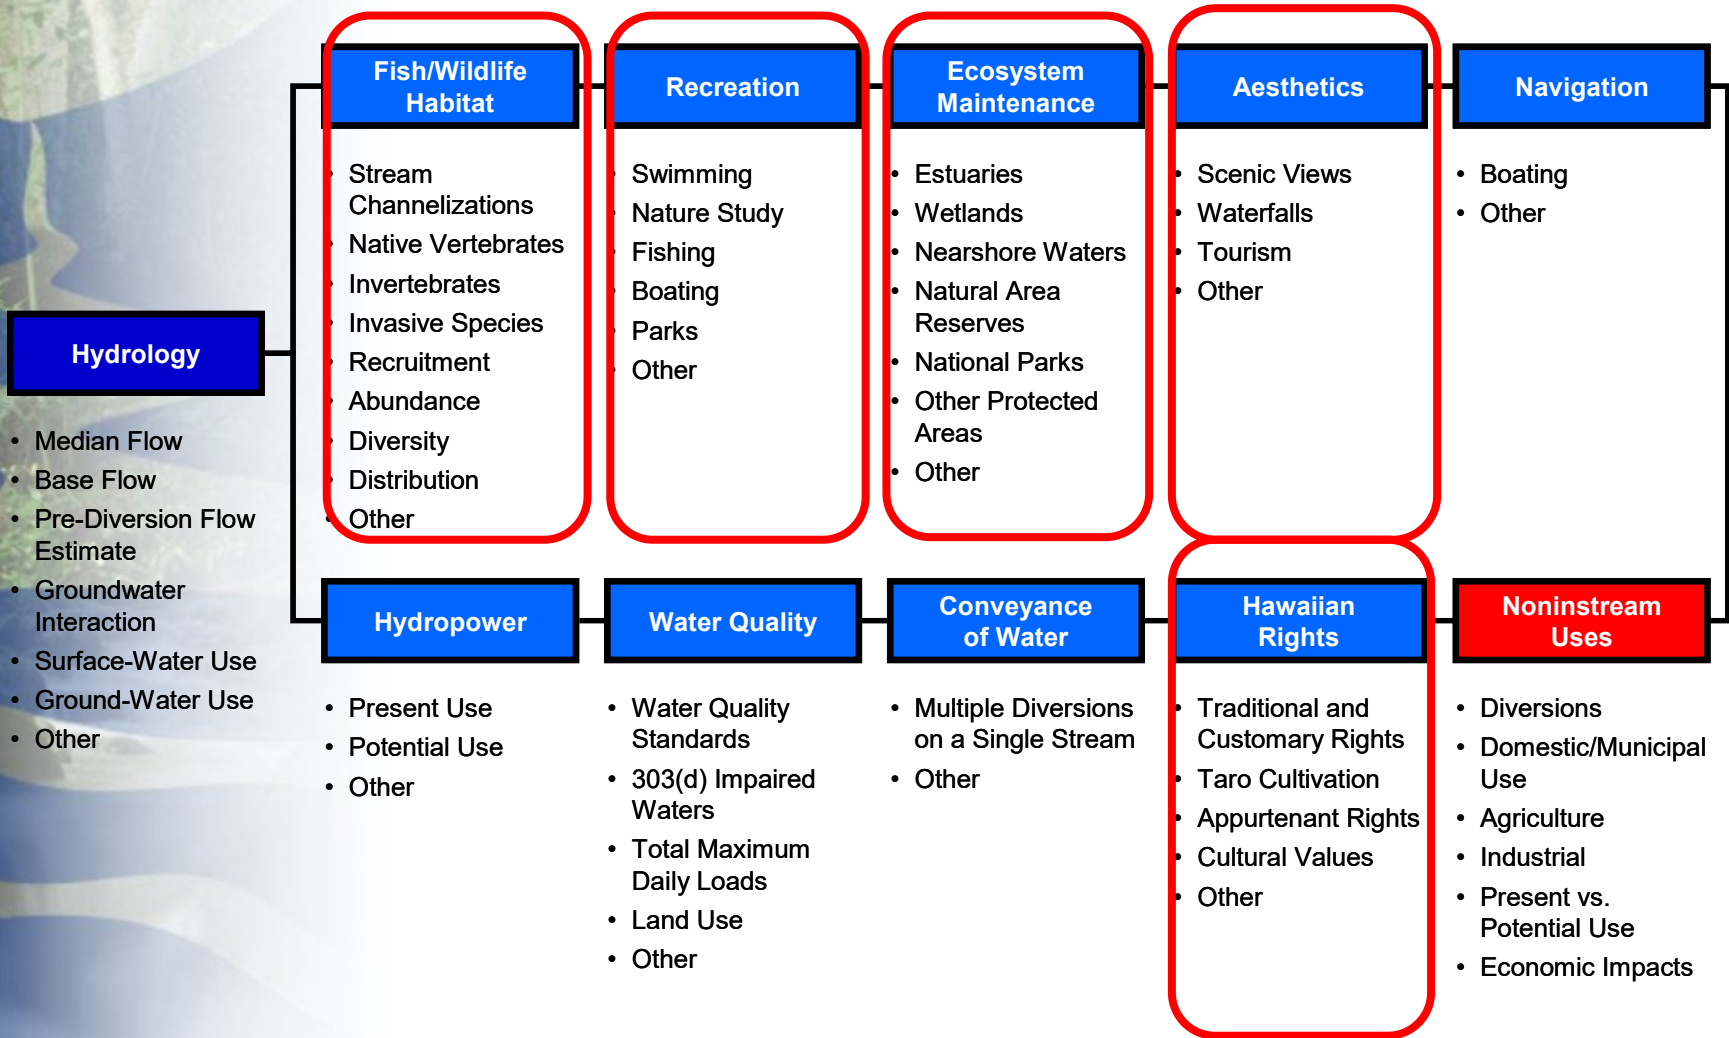 Hydrology
• Median Flow
• Base Flow
• Pre-Diversion Flow
Estimate
• Groundwater
Interaction
• Surface-Water Use
• Ground-Water Use
• Other
Fish/Wildlife
Habitat
• Stream
Channelizations
• Native Vertebrates
• Invertebrates
• Invasive Species
• Recruitment
• Abundance
• Diversity
• Distribution
• Other
Recreation
• Swimming
• Nature Study
• Fishing
• Boating
• Parks
• Other
Ecosystem
Maintenance
• Estuaries
• Wetlands
• Nearshore Waters
• Natural Area
Reserves
• National Parks
• Other Protected
Areas
• Other
Aesthetics
• Scenic Views
• Waterfalls
• Tourism
• Other
Navigation
• Boating
• Other
Hydropower
• Present Use
• Potential Use
• Other
Water Quality
• Water Quality
Standards
• 303(d) Impaired
Waters
• Total Maximum
Daily Loads
• Land Use
• Other
Conveyance
of Water
• Multiple Diversions
on a Single Stream
• Other
Hawaiian
Rights
• Traditional and
Customary Rights
• Taro Cultivation
• Appurtenant Rights
• Cultural Values
• Other
Noninstream
Uses
• Diversions
• Domestic/Municipal
Use
• Agriculture
• Industrial
• Present vs.
Potential Use
• Economic Impacts